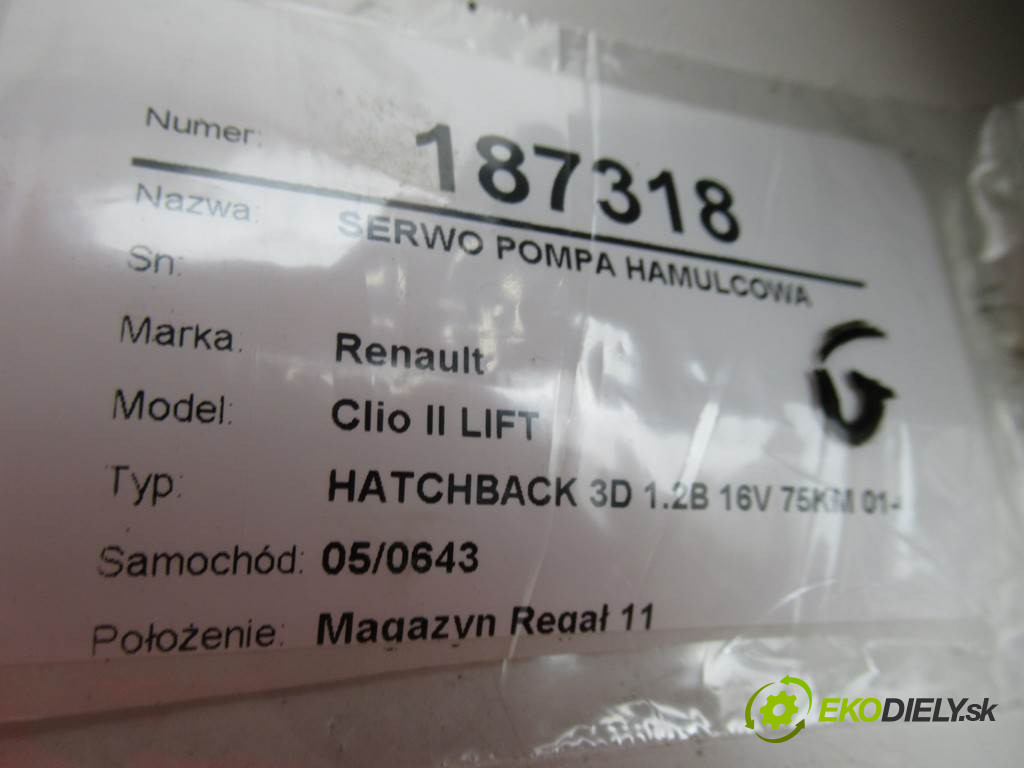 Numer: 187318
Nazwa: SERWO POMPA HAMULCOWA
Sn:
Marka: Renault
Model: Clio II LIFT
Typ: HATCHBACK 3D 1.2B 16V 75KM 01-
Samochód: 05/0643
Położenie: Magazyn Regał 11
G
EKODIELY.sk